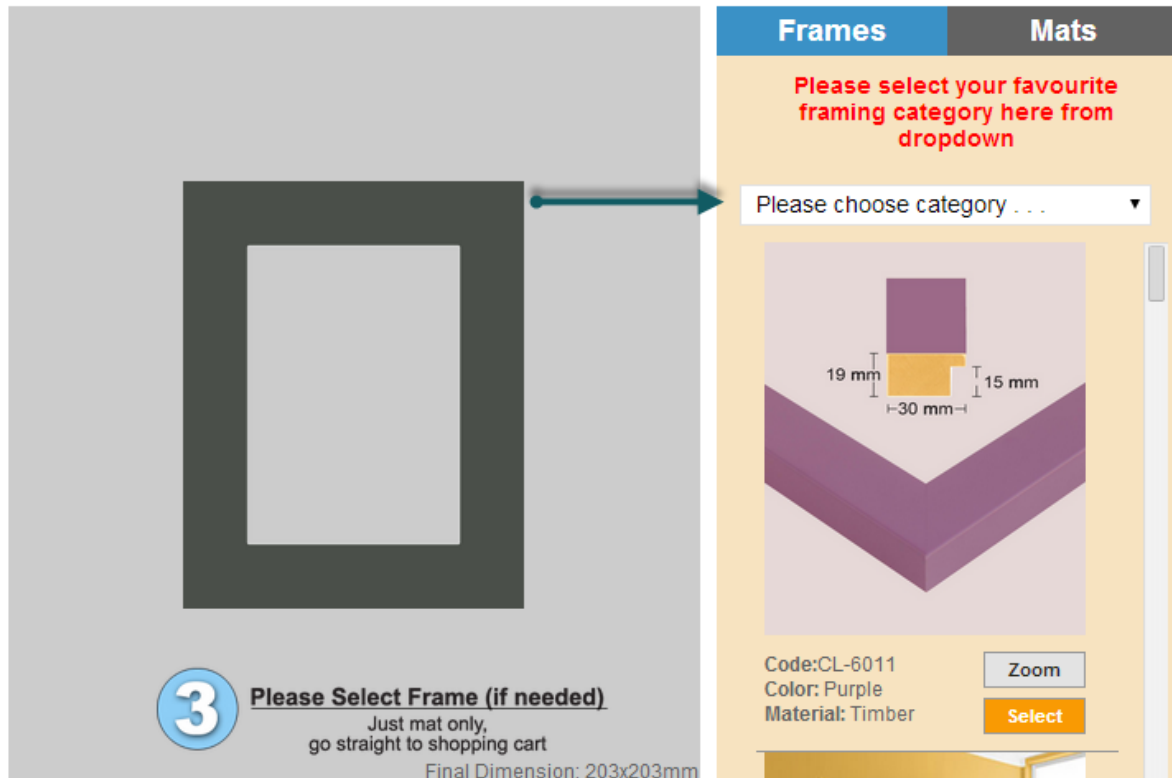 Frames
Mats
Please select your favourite
framing category here from
dropdown
Please choose category . . .
19 mm
15 mm
30 mm
Code:CL-6011
Color: Purple
Material: Timber
Zoom
Select
3
Please Select Frame (if needed)
Just mat only,
go straight to shopping cart
Final Dimension: 203x203mm